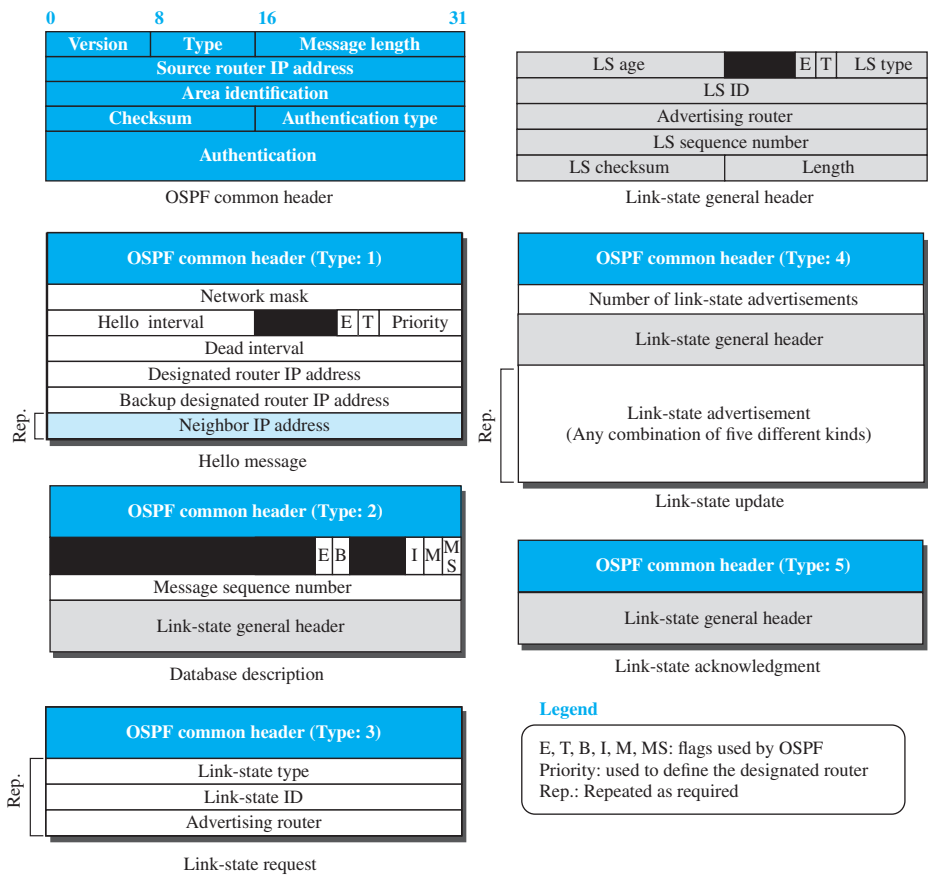 0 8 16 31
Version Type Message length
Source router IP address
Area identification
Checksum Authentication type
Authentication
OSPF common header
LS age E T LS type
LS ID
Advertising router
LS sequence number
LS checksum Length
Link-state general header
OSPF common header (Type: 1)
Network mask
Hello interval E T Priority
Dead interval
Designated router IP address
Backup designated router IP address
Rep. Neighbor IP address
Hello message
OSPF common header (Type: 4)
Number of link-state advertisements
Link-state general header
Rep.
Link-state advertisement
(Any combination of five different kinds)
Link-state update
OSPF common header (Type: 2)
E B I M MS
Message sequence number
Link-state general header
Database description
OSPF common header (Type: 5)
Link-state general header
Link-state acknowledgment
OSPF common header (Type: 3)
Rep.
Link-state type
Link-state ID
Advertising router
Link-state request
Legend
E, T, B, I, M, MS: flags used by OSPF
Priority: used to define the designated router
Rep.: Repeated as required